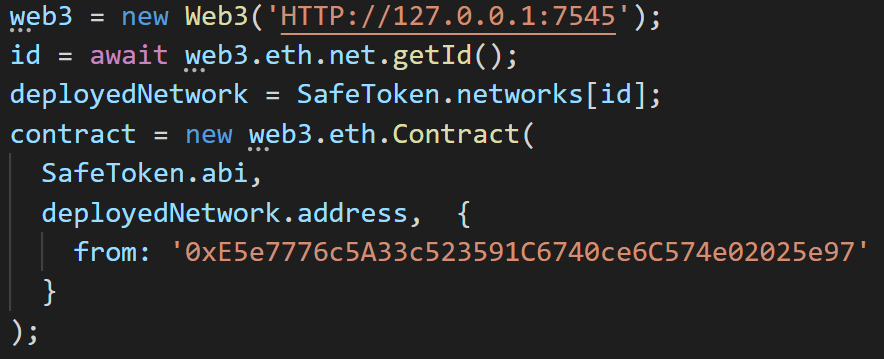 web3 = new Web3('HTTP://127.0.0.1:7545');
id = await web3.eth.net.getId();
deployedNetwork = SafeToken.networks[id];
contract = new web3.eth.Contract(
SafeToken.abi,
deployedNetwork.address, {
from: '0xE5e7776c5A33c523591C6740ce6C574e02025e97'
}
);